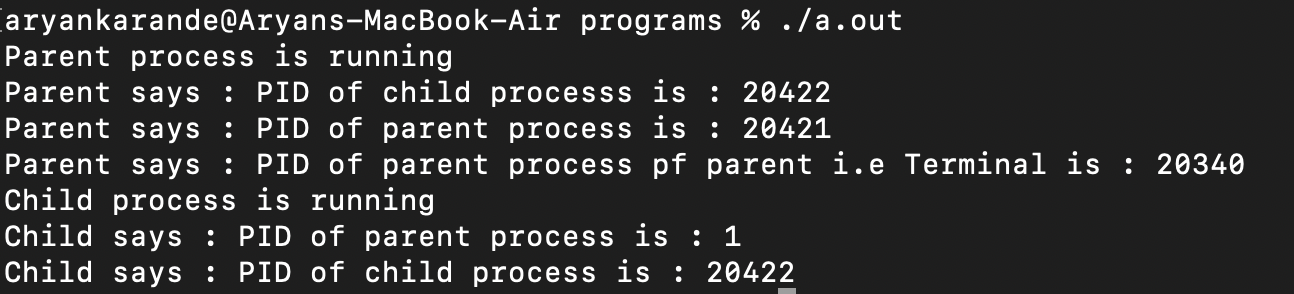 aryankarande@Aryans-MacBook-Air programs % ./a.out
Parent process is running
Parent says : PID of child processs is : 20422
Parent says : PID of parent process is : 20421
Parent says : PID of parent process pf parent i.e Terminal is : 20340
Child process is running
Child says : PID of parent process is : 1
Child says : PID of child process is : 20422